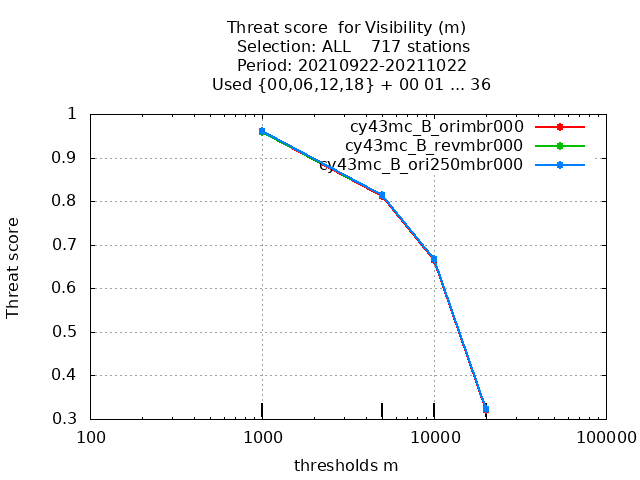 Threat score  for Visibility (m)
Selection: ALL    717 stations
Period: 20210922-20211022
Used {00,06,12,18} + 00 01 ... 36
cy43mc_B_orimbr000
cy43mc_B_revmbr000
cy43mc_B_ori250mbr000
Threat score
1
0.9
0.8
0.7
0.6
0.5
0.4
0.3
100
1000
10000
100000
thresholds m